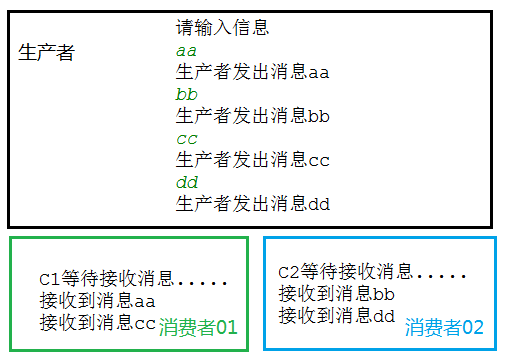 生产者
请输入信息
aa
生产者发出消息aa
bb
生产者发出消息bb
cc
生产者发出消息cc
dd
生产者发出消息dd
C1等待接收消息.....
接收到消息aa
接收到消息cc
消费者01
C2等待接收消息.....
接收到消息bb
接收到消息dd
消费者02